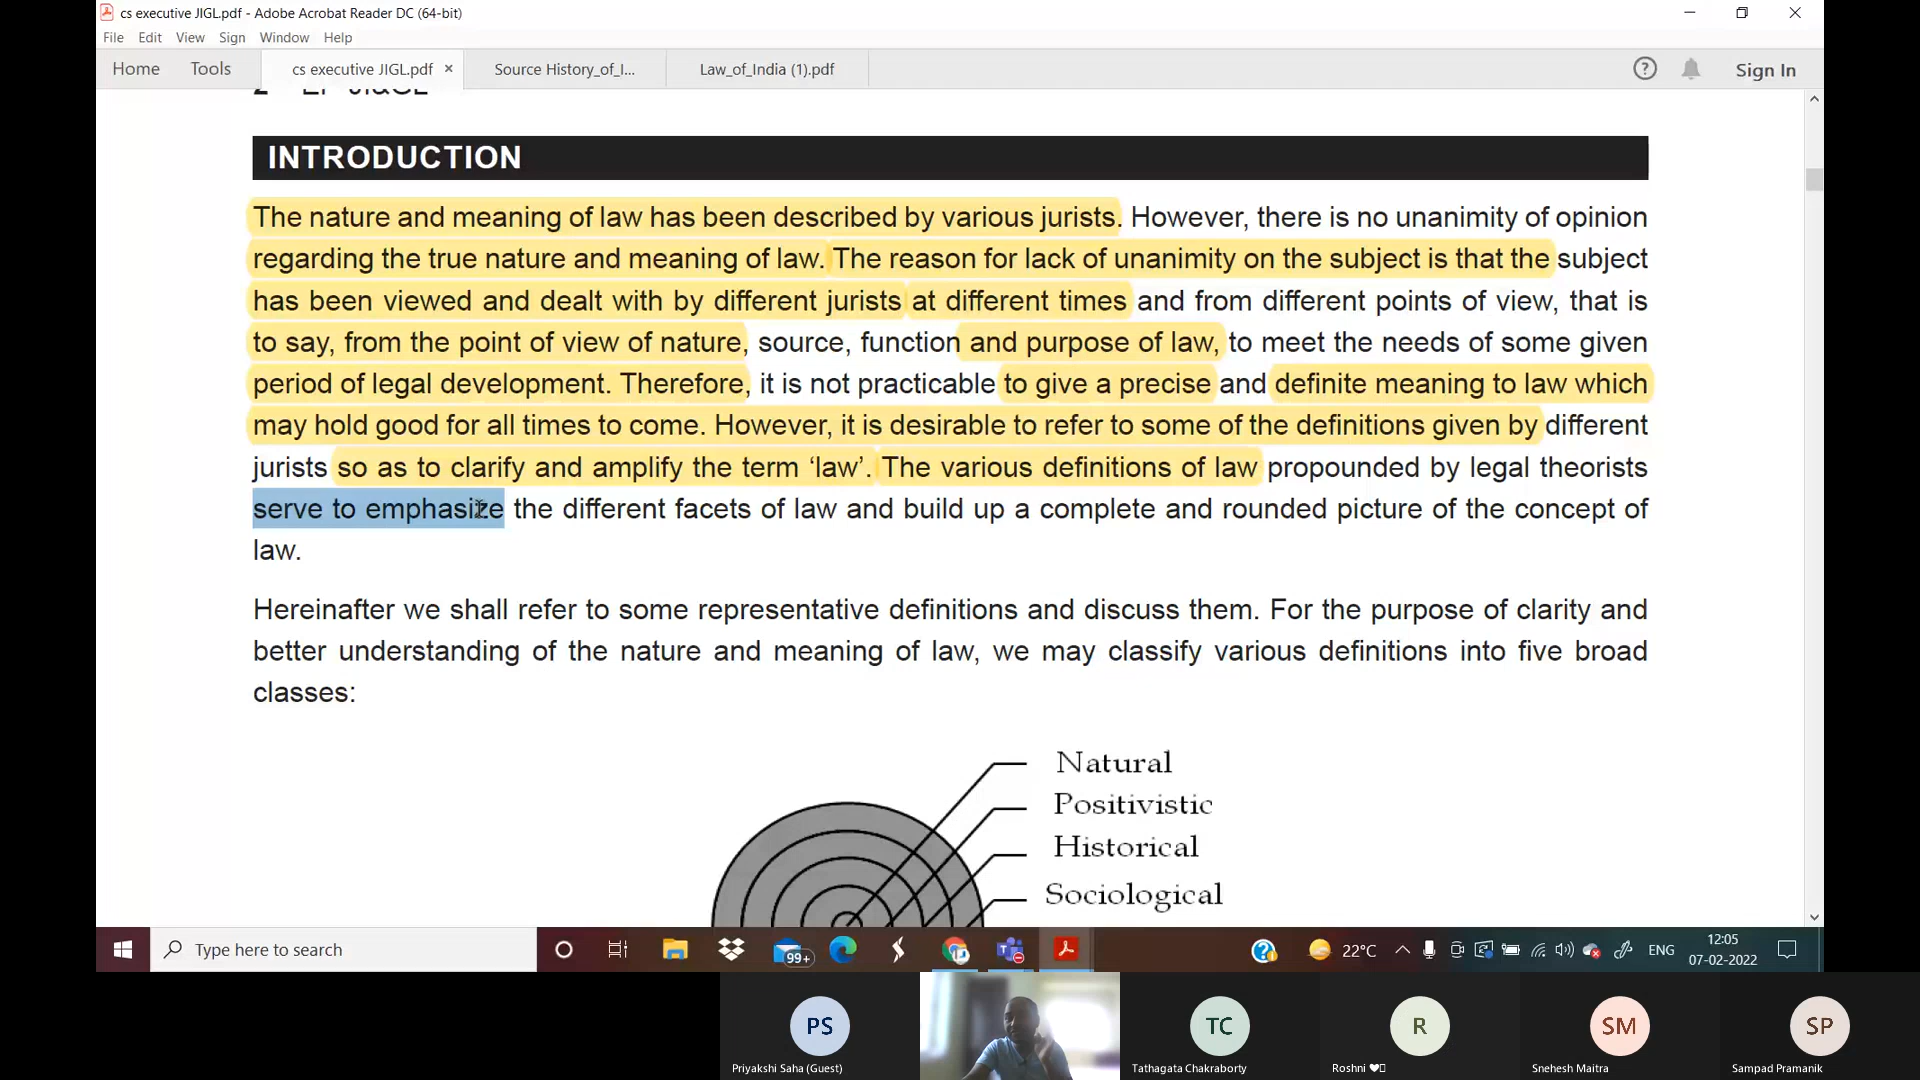 cs executive JIGL.pdf - Adobe Acrobat Reader DC (64-bit)
File Edit View Sign Window Help
Home Tools cs executive JIGL.pdf × Source History_of_I... Law_of_India (1).pdf Sign In
INTRODUCTION
The nature and meaning of law has been described by various jurists. However, there is no unanimity of opinion
regarding the true nature and meaning of law. The reason for lack of unanimity on the subject is that the subject
has been viewed and dealt with by different jurists at different times and from different points of view, that is
to say, from the point of view of nature, source, function and purpose of law, to meet the needs of some given
period of legal development. Therefore, it is not practicable to give a precise and definite meaning to law which
may hold good for all times to come. However, it is desirable to refer to some of the definitions given by different
jurists so as to clarify and amplify the term ‘law’. The various definitions of law propounded by legal theorists
serve to emphasize the different facets of law and build up a complete and rounded picture of the concept of
law.
Hereinafter we shall refer to some representative definitions and discuss them. For the purpose of clarity and
better understanding of the nature and meaning of law, we may classify various definitions into five broad
classes:
Natural
Positivistic
Historical
Sociological
Type here to search 99+ 22°C ENG 12:05
07-02-2022
PS TC R SM SP
Priyakshi Saha (Guest) Tathagata Chakraborty Roshni ❤ Snehesh Maitra Sampad Pramanik